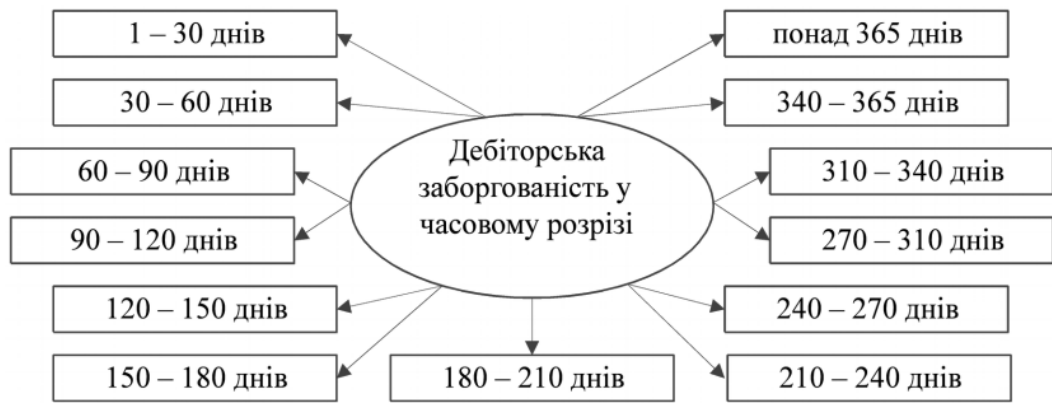 1 – 30 днів
понад 365 днів
30 – 60 днів
340 – 365 днів
Дебіторська
заборгованість у
часовому розрізі
60 – 90 днів
310 – 340 днів
90 – 120 днів
270 – 310 днів
120 – 150 днів
240 – 270 днів
150 – 180 днів
180 – 210 днів
210 – 240 днів